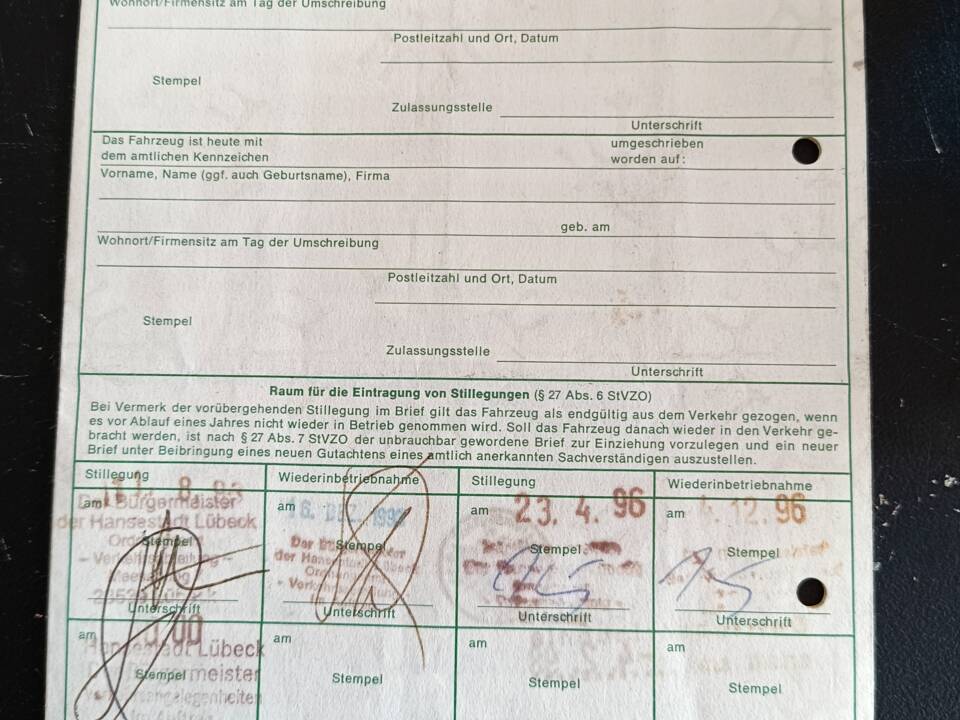 Wohnort/Firmensitz am Tag der Umschreibung
Postleitzahl und Ort, Datum
Stempel
Zulassungsstelle
Unterschrift
Das Fahrzeug ist heute mit
dem amtlichen Kennzeichen
umgeschrieben
worden auf:
Vorname, Name (ggf. auch Geburtsname), Firma
geb. am
Wohnort/Firmensitz am Tag der Umschreibung
Postleitzahl und Ort, Datum
Stempel
Zulassungsstelle
Unterschrift
Raum für die Eintragung von Stillegungen (§ 27 Abs. 6 StVZO)
Bei Vermerk der vorübergehenden Stillegung im Brief gilt das Fahrzeug als endgültig aus dem Verkehr gezogen, wenn
es vor Ablauf eines Jahres nicht wieder in Betrieb genommen wird. Soll das Fahrzeug danach wieder in den Verkehr ge-
bracht werden, ist nach § 27 Abs. 7 StVZO der unbrauchbar gewordene Brief zur Einziehung vorzulegen und ein neuer
Brief unter Beibringung eines neuen Gutachtens eines amtlich anerkannten Sachverständigen auszustellen.
Stillegung
am
Bürgermeister
der Hansestadt Lübeck
Stempel
Unterschrift
Wiederinbetriebnahme
am 16. DEZ.
Der
Stempel
der
Unterschrift
Stillegung
am 23. 4. 96
Stempel
Unterschrift
Wiederinbetriebnahme
am 12. 96
Stempel
Unterschrift
am
Hansestadt Lübeck
Bürgermeister
Stempel
am
Stempel
am
Stempel
am
Stempel